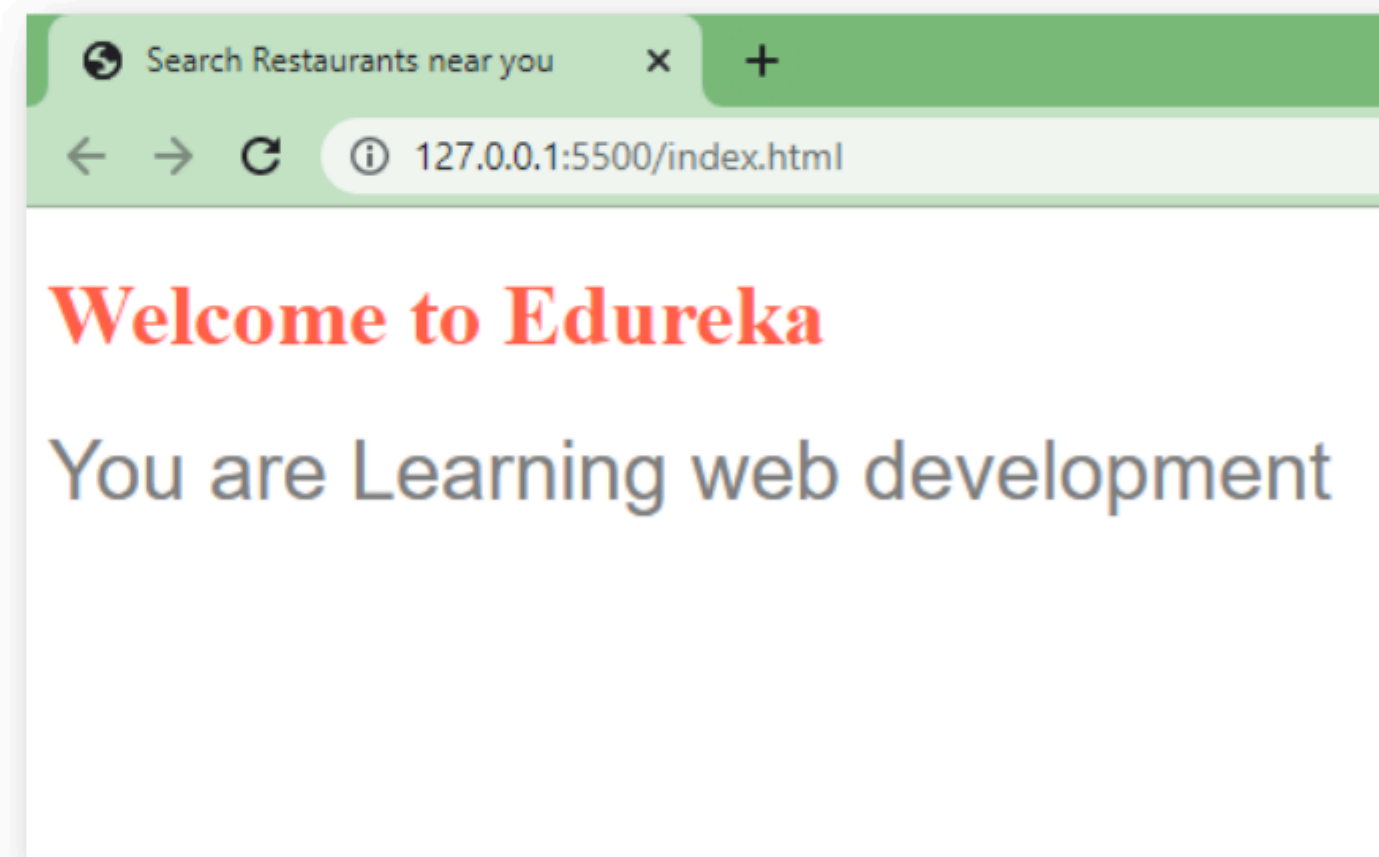 Search Restaurants near you
127.0.0.1:5500/index.html
Welcome to Edureka
You are Learning web development